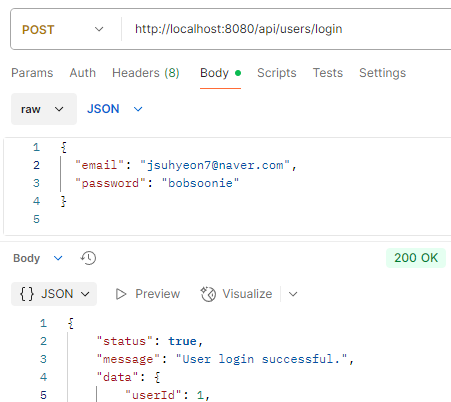 POST http://localhost:8080/api/users/login
Params Auth Headers (8) Body Scripts Tests Settings
raw JSON
1 {
2 "email": "jsuhyeon7@naver.com",
3 "password": "bobsoonie"
4 }
5
Body 200 OK
{} JSON Preview Visualize
1 {
2 "status": true,
3 "message": "User login successful.",
4 "data": {
5 "userId": 1,